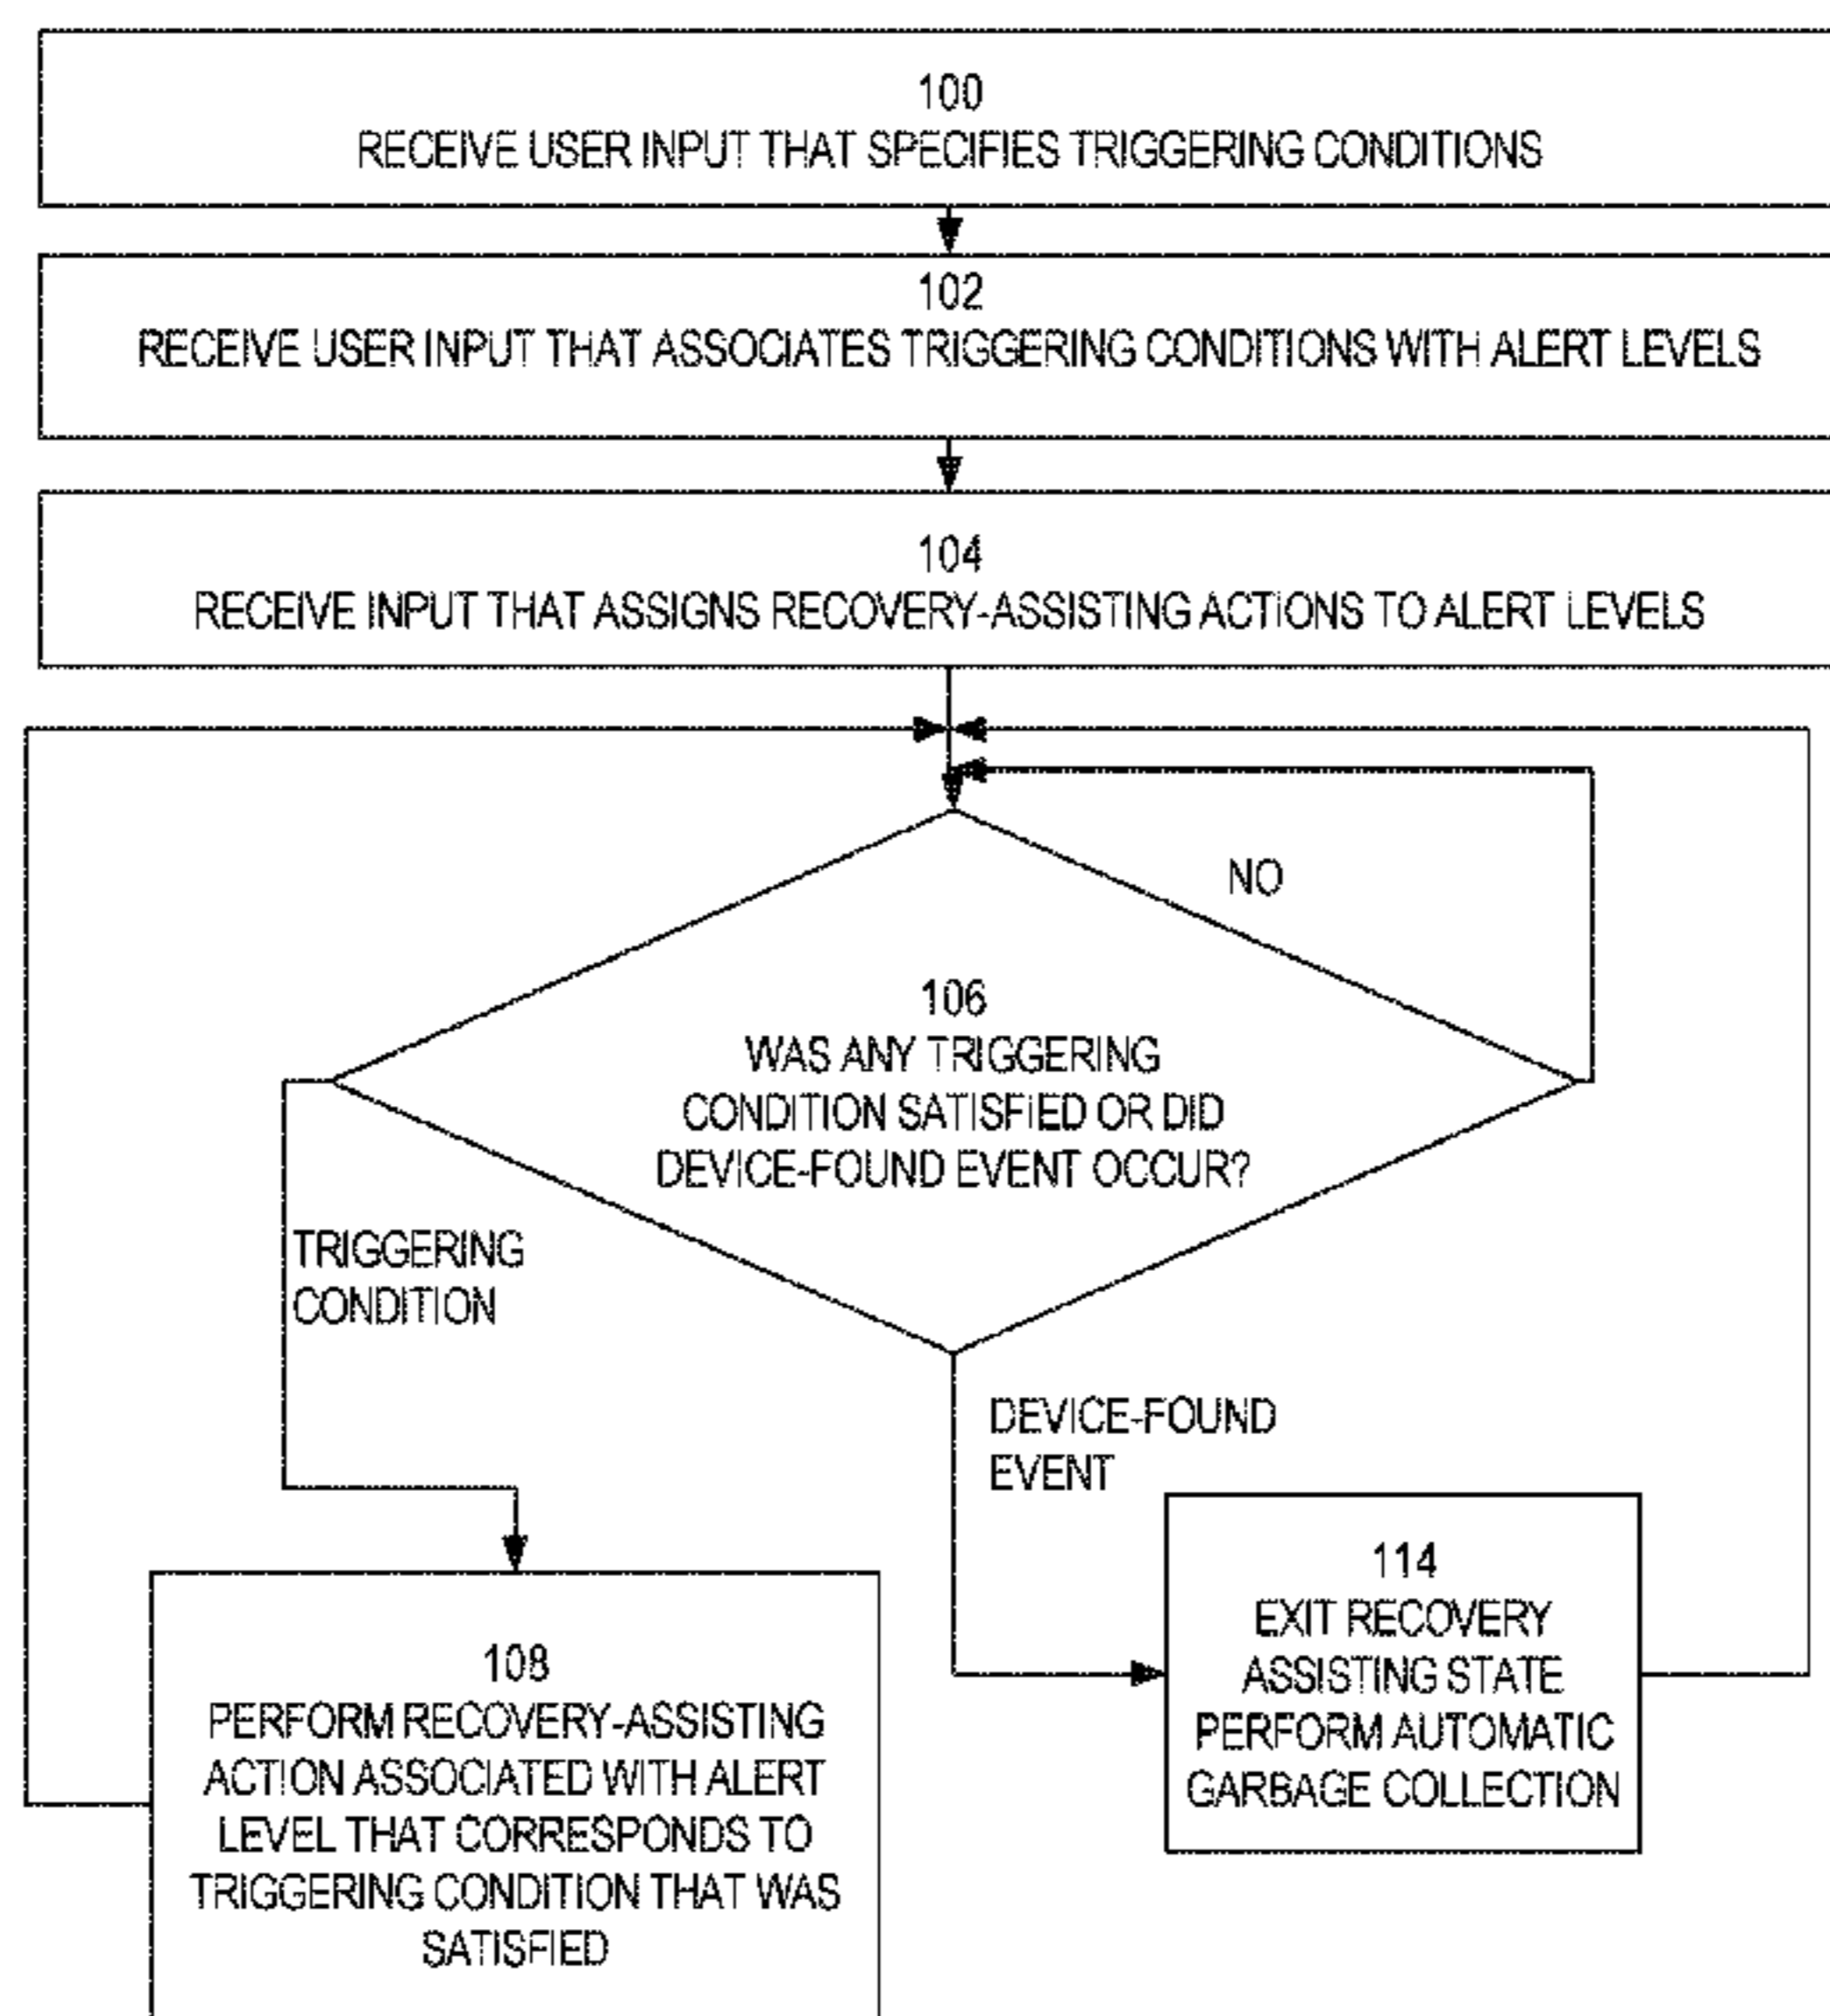 100
RECEIVE USER INPUT THAT SPECIFIES TRIGGERING CONDITIONS
102
RECEIVE USER INPUT THAT ASSOCIATES TRIGGERING CONDITIONS WITH ALERT LEVELS
104
RECEIVE INPUT THAT ASSIGNS RECOVERY-ASSISTING ACTIONS TO ALERT LEVELS
NO
106
WAS ANY TRIGGERING
CONDITION SATISFIED OR DID
DEVICE-FOUND EVENT OCCUR?
TRIGGERING
CONDITION
DEVICE-FOUND
EVENT
108
PERFORM RECOVERY-ASSISTING
ACTION ASSOCIATED WITH ALERT
LEVEL THAT CORRESPONDS TO
TRIGGERING CONDITION THAT WAS
SATISFIED
114
EXIT RECOVERY
ASSISTING STATE
PERFORM AUTOMATIC
GARBAGE COLLECTION